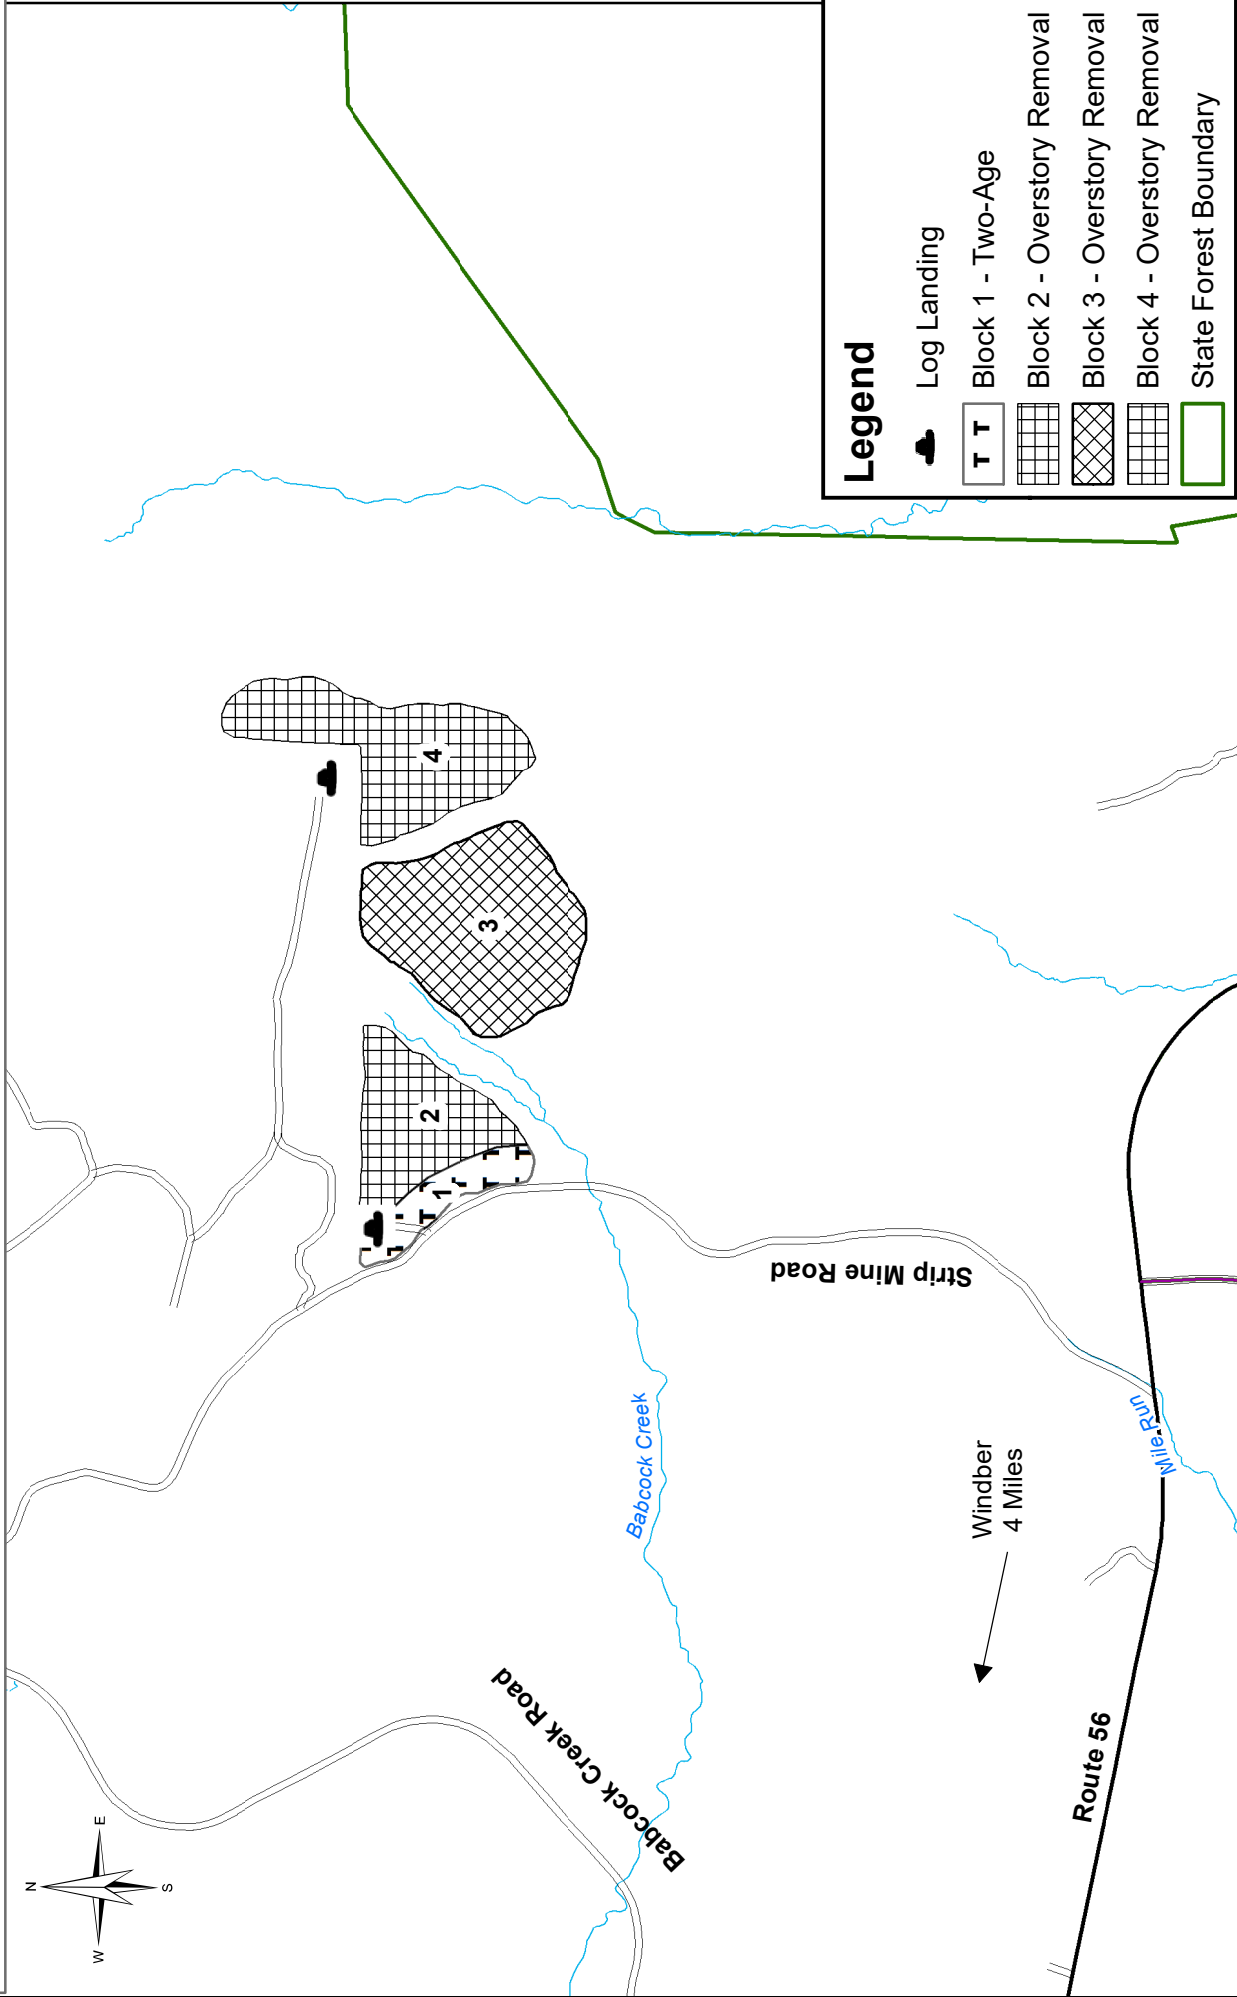 N
W E
S
4
3
2
1
Babcock Creek Road
Babcock Creek
Strip Mine Road
Windber
4 Miles
Mile Run
Route 56
Legend
Log Landing
T T Block 1 - Two-Age
Block 2 - Overstory Removal
Block 3 - Overstory Removal
Block 4 - Overstory Removal
State Forest Boundary